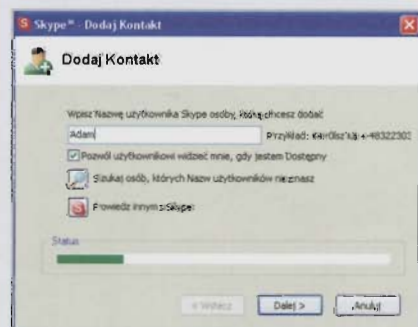 Skype™ - Dodaj Kontakt
Dodaj Kontakt
Wpisz Nazwę użytkownika Skype osoby, którą chcesz dodać
Adam
Przykład:
Pozwól użytkownikowi widzieć mnie, gdy jestem Dostępny
Szukaj osób, których Nazw użytkowników nie znasz
Powiedz innym o Skype
Status
< Wstecz
Dalej >
Anuluj